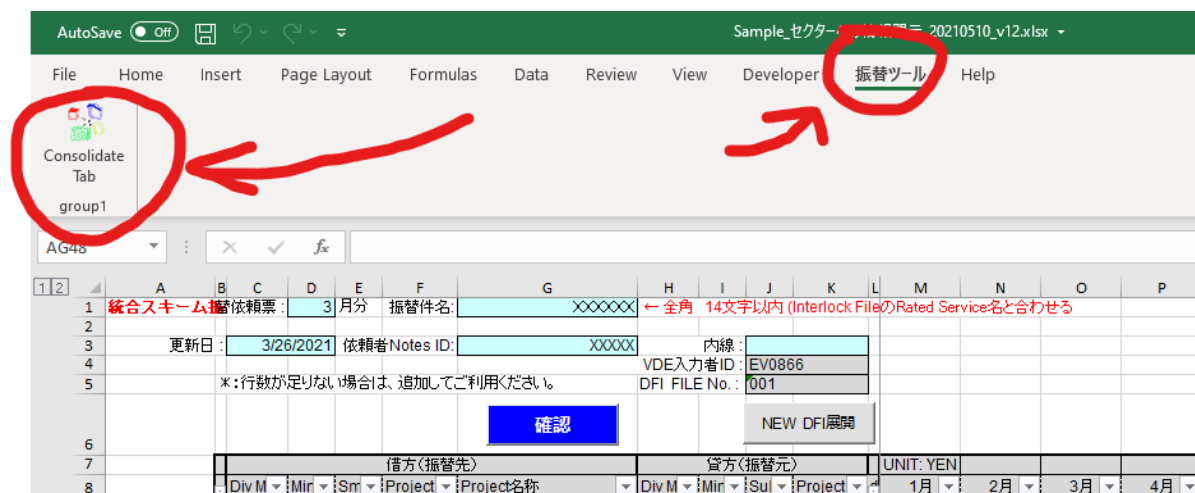 AutoSave Off Sample_セクター 20210510_v12.xlsx
File Home Insert Page Layout Formulas Data Review View Developer 振替ツール Help
Consolidate
Tab
group1
AG48 fx
1 2 A B C D E F G H I J K L M N O P
1 統合スキーム振替依頼票: 3 月分 振替件名: XXXXXX ←全角 14文字以内 (Interlock FileのRated Service名と合わせる
2
3 更新日: 3/26/2021 依頼者Notes ID: XXXXX 内線:
4 VDE入力者ID: EV0866
5 *:行数が足りない場合は、追加してご利用ください。 DFI FILE No.: 001
6 確認 NEW DFI展開
7 借方(振替先) 貸方(振替元) UNIT: YEN
8 Div M Min Sm Project Project名称 Div M Min Sul Project 1月 2月 3月 4月